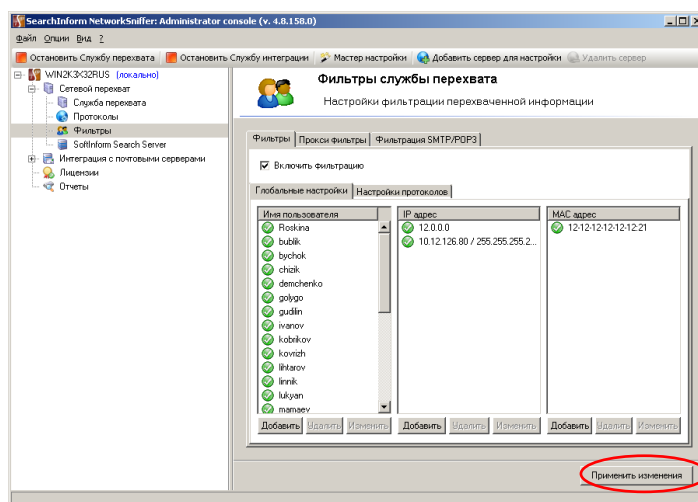 SearchInform NetworkSniffer: Administrator console (v. 4.8.158.0)
Файл Опции Вид ?
Остановить Службу перехвата Остановить Службу интеграции Мастер настройки Добавить сервер для настройки Удалить сервер
WIN2K3X32RUS (локально)
Сетевой перехват
Служба перехвата
Протоколы
Фильтры
SoftInform Search Server
Интеграция с почтовыми серверами
Лицензии
Отчеты
Фильтры службы перехвата
Настройки фильтрации перехваченной информации
Фильтры Прокси фильтры Фильтрация SMTP/POP3
Включить фильтрацию
Глобальные настройки Настройки протоколов
Имя пользователя IP адрес MAC адрес
Roskina 12.0.0.0 12-12-12-12-12-12:21
bublik 10.12.126.80 / 255.255.255.2...
bychok
chizik
demchenko
golygo
gudilin
ivanov
kobrikov
kovrizh
lihtarov
linnik
lukyan
mamaev
Добавить Удалить Изменить Добавить Удалить Изменить Добавить Удалить Изменить
Применить изменения